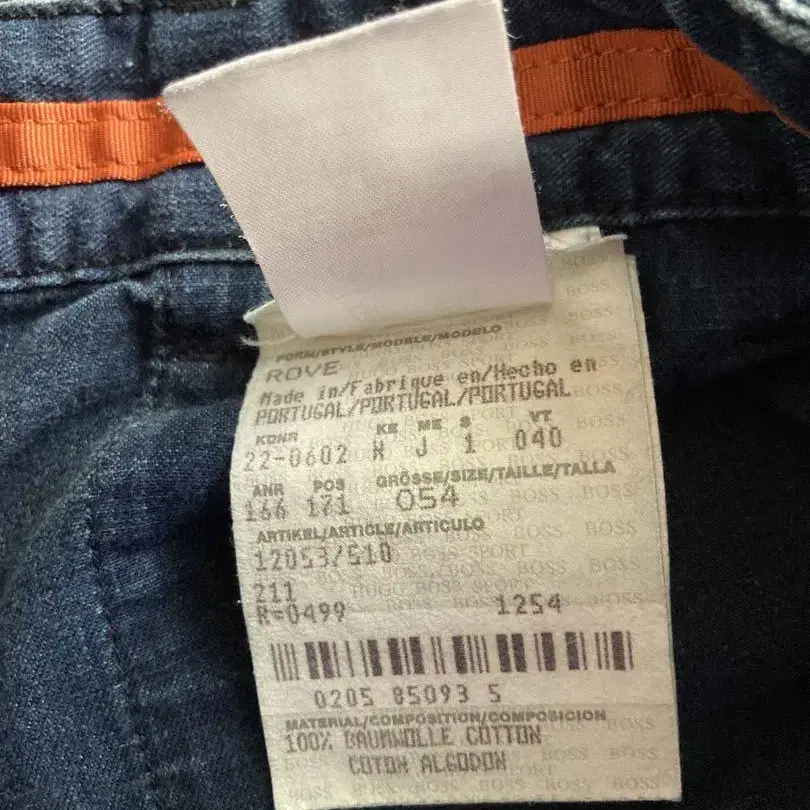 FORM/STYLE/MODELE/MODELO
ROVE
Made in/Fabrique en/Hecho en
PORTUGAL/PORTUGAL/PORTUGAL
KDNR KE ME S VT
22-0602 H J 1 040
ANR POS GRÖSSE/SIZE/TAILLE/TALLA
166 171 054
ARTIKEL/ARTICLE/ARTICULO
12053/510
211
R=0499 1254
0205 85093 5
MATERIAL/COMPOSITION/COMPOSICION
100% BAUMWOLLE COTTON
COTON ALGODON